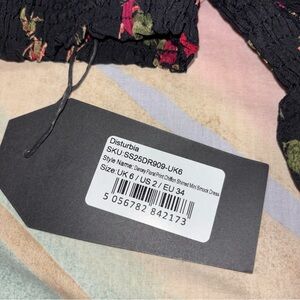 Disturbia
SKU:SS25DR909-UK6
Style Name: Darcey Floral Print Chiffon Shirred Mini Smock Dress
Size: UK 6 / US 2 / EU 34
5 056782 842173